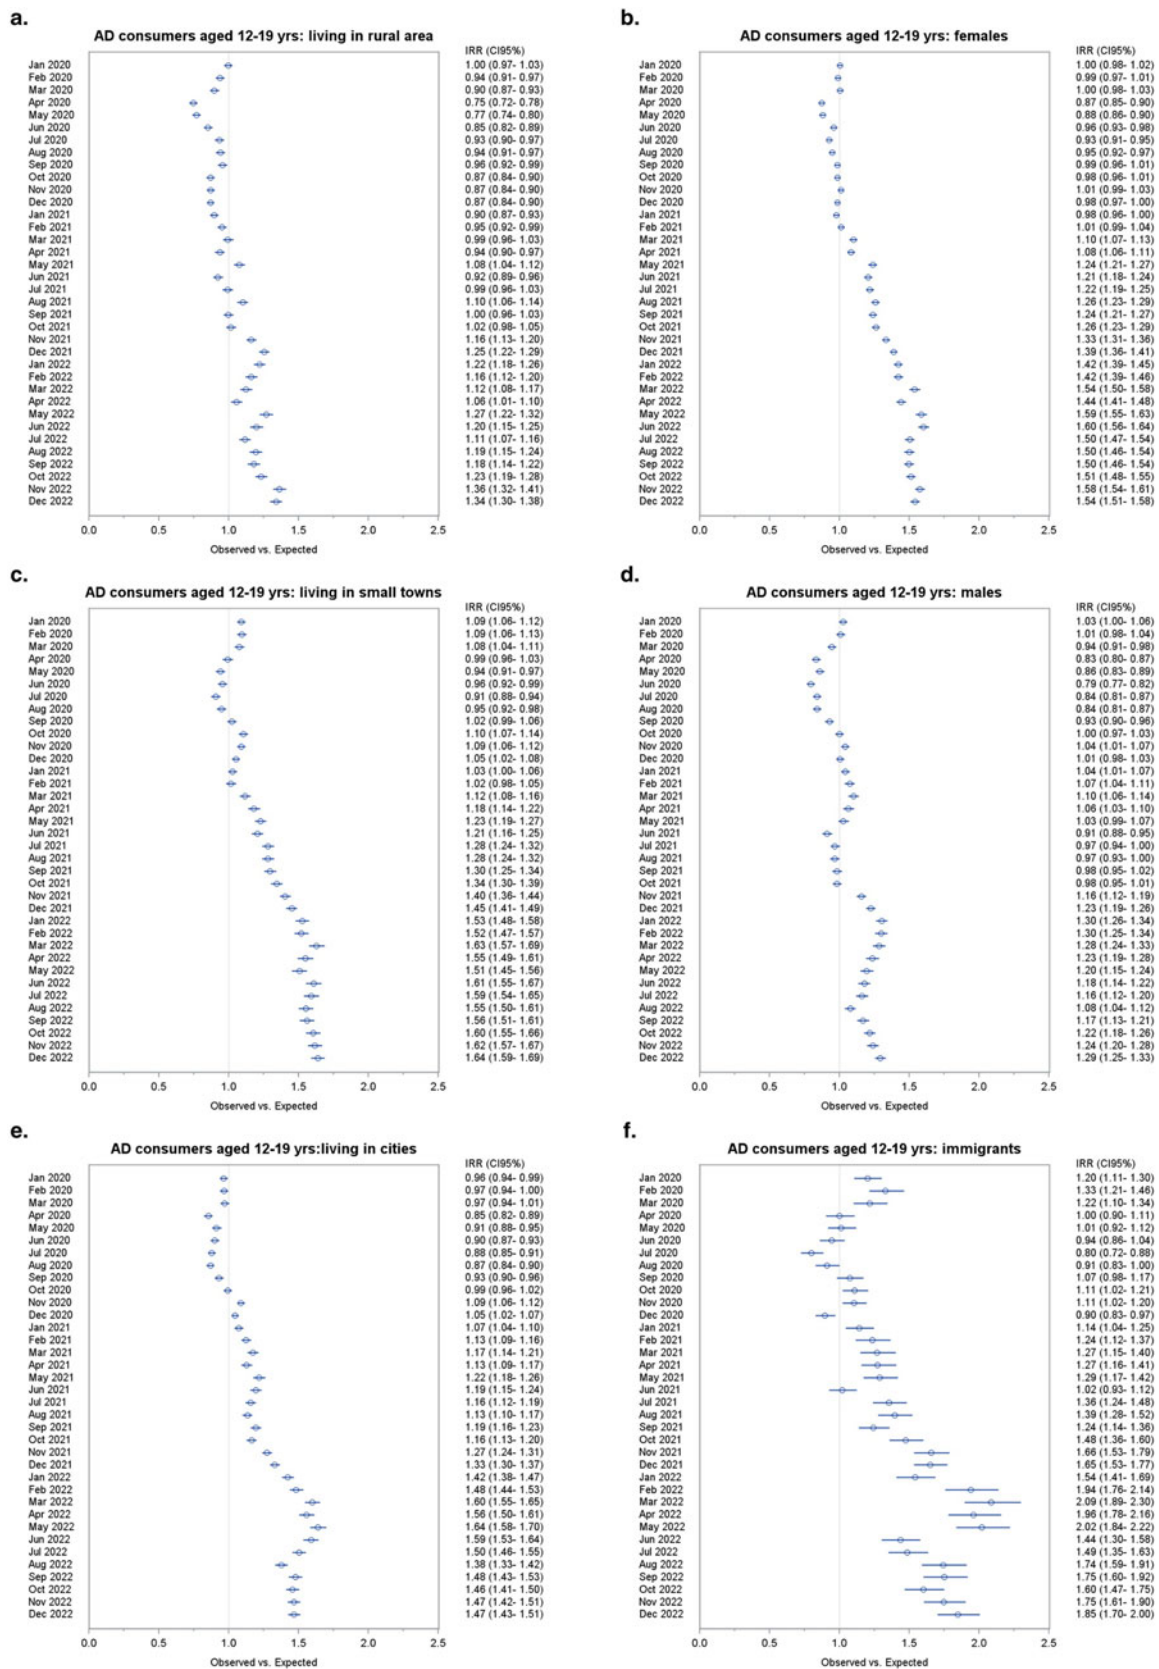 a.
AD consumers aged 12-19 yrs: living in rural area
IRR (CI95%)
Jan 2020 1.00 (0.97- 1.03)
Feb 2020 0.94 (0.91- 0.97)
Mar 2020 0.90 (0.87- 0.93)
Apr 2020 0.75 (0.72- 0.78)
May 2020 0.77 (0.74- 0.80)
Jun 2020 0.85 (0.82- 0.89)
Jul 2020 0.93 (0.90- 0.97)
Aug 2020 0.94 (0.91- 0.97)
Sep 2020 0.96 (0.92- 0.99)
Oct 2020 0.87 (0.84- 0.90)
Nov 2020 0.87 (0.84- 0.90)
Dec 2020 0.87 (0.84- 0.90)
Jan 2021 0.90 (0.87- 0.93)
Feb 2021 0.95 (0.92- 0.99)
Mar 2021 0.99 (0.96- 1.03)
Apr 2021 0.94 (0.90- 0.97)
May 2021 1.08 (1.04- 1.12)
Jun 2021 0.92 (0.89- 0.96)
Jul 2021 0.99 (0.96- 1.03)
Aug 2021 1.10 (1.06- 1.14)
Sep 2021 1.00 (0.96- 1.03)
Oct 2021 1.02 (0.98- 1.05)
Nov 2021 1.16 (1.13- 1.20)
Dec 2021 1.25 (1.22- 1.29)
Jan 2022 1.22 (1.18- 1.26)
Feb 2022 1.16 (1.12- 1.20)
Mar 2022 1.12 (1.08- 1.17)
Apr 2022 1.06 (1.01- 1.10)
May 2022 1.27 (1.22- 1.32)
Jun 2022 1.20 (1.15- 1.25)
Jul 2022 1.11 (1.07- 1.16)
Aug 2022 1.19 (1.15- 1.24)
Sep 2022 1.18 (1.14- 1.22)
Oct 2022 1.23 (1.19- 1.28)
Nov 2022 1.36 (1.32- 1.41)
Dec 2022 1.34 (1.30- 1.38)
0.0 0.5 1.0 1.5 2.0 2.5
Observed vs. Expected
b.
AD consumers aged 12-19 yrs: females
IRR (CI95%)
Jan 2020 1.00 (0.98- 1.02)
Feb 2020 0.99 (0.97- 1.01)
Mar 2020 1.00 (0.98- 1.03)
Apr 2020 0.87 (0.85- 0.90)
May 2020 0.88 (0.86- 0.90)
Jun 2020 0.96 (0.93- 0.98)
Jul 2020 0.93 (0.91- 0.95)
Aug 2020 0.95 (0.92- 0.97)
Sep 2020 0.99 (0.96- 1.01)
Oct 2020 0.98 (0.96- 1.01)
Nov 2020 1.01 (0.99- 1.03)
Dec 2020 0.98 (0.97- 1.00)
Jan 2021 0.98 (0.96- 1.00)
Feb 2021 1.01 (0.99- 1.04)
Mar 2021 1.10 (1.07- 1.13)
Apr 2021 1.08 (1.06- 1.11)
May 2021 1.24 (1.21- 1.27)
Jun 2021 1.21 (1.18- 1.24)
Jul 2021 1.22 (1.19- 1.25)
Aug 2021 1.26 (1.23- 1.29)
Sep 2021 1.24 (1.21- 1.27)
Oct 2021 1.26 (1.23- 1.29)
Nov 2021 1.33 (1.31- 1.36)
Dec 2021 1.39 (1.36- 1.41)
Jan 2022 1.42 (1.39- 1.45)
Feb 2022 1.42 (1.39- 1.46)
Mar 2022 1.54 (1.50- 1.58)
Apr 2022 1.44 (1.41- 1.48)
May 2022 1.59 (1.55- 1.63)
Jun 2022 1.60 (1.56- 1.64)
Jul 2022 1.50 (1.47- 1.54)
Aug 2022 1.50 (1.46- 1.54)
Sep 2022 1.50 (1.46- 1.54)
Oct 2022 1.51 (1.48- 1.55)
Nov 2022 1.58 (1.54- 1.61)
Dec 2022 1.54 (1.51- 1.58)
0.0 0.5 1.0 1.5 2.0 2.5
Observed vs. Expected
c.
AD consumers aged 12-19 yrs: living in small towns
IRR (CI95%)
Jan 2020 1.09 (1.06- 1.12)
Feb 2020 1.09 (1.06- 1.13)
Mar 2020 1.08 (1.04- 1.11)
Apr 2020 0.99 (0.96- 1.03)
May 2020 0.94 (0.91- 0.97)
Jun 2020 0.96 (0.92- 0.99)
Jul 2020 0.91 (0.88- 0.94)
Aug 2020 0.95 (0.92- 0.98)
Sep 2020 1.02 (0.99- 1.06)
Oct 2020 1.10 (1.07- 1.14)
Nov 2020 1.09 (1.06- 1.12)
Dec 2020 1.05 (1.02- 1.08)
Jan 2021 1.03 (1.00- 1.06)
Feb 2021 1.02 (0.98- 1.05)
Mar 2021 1.12 (1.08- 1.16)
Apr 2021 1.18 (1.14- 1.22)
May 2021 1.23 (1.19- 1.27)
Jun 2021 1.21 (1.16- 1.25)
Jul 2021 1.28 (1.24- 1.32)
Aug 2021 1.28 (1.24- 1.32)
Sep 2021 1.30 (1.25- 1.34)
Oct 2021 1.34 (1.30- 1.39)
Nov 2021 1.40 (1.36- 1.44)
Dec 2021 1.45 (1.41- 1.49)
Jan 2022 1.53 (1.48- 1.58)
Feb 2022 1.52 (1.47- 1.57)
Mar 2022 1.63 (1.57- 1.69)
Apr 2022 1.55 (1.49- 1.61)
May 2022 1.51 (1.45- 1.56)
Jun 2022 1.61 (1.55- 1.67)
Jul 2022 1.59 (1.54- 1.65)
Aug 2022 1.55 (1.50- 1.61)
Sep 2022 1.56 (1.51- 1.61)
Oct 2022 1.60 (1.55- 1.66)
Nov 2022 1.62 (1.57- 1.67)
Dec 2022 1.64 (1.59- 1.69)
0.0 0.5 1.0 1.5 2.0 2.5
Observed vs. Expected
d.
AD consumers aged 12-19 yrs: males
IRR (CI95%)
Jan 2020 1.03 (1.00- 1.06)
Feb 2020 1.01 (0.98- 1.04)
Mar 2020 0.94 (0.91- 0.98)
Apr 2020 0.83 (0.80- 0.87)
May 2020 0.86 (0.83- 0.89)
Jun 2020 0.79 (0.77- 0.82)
Jul 2020 0.84 (0.81- 0.87)
Aug 2020 0.84 (0.81- 0.87)
Sep 2020 0.93 (0.90- 0.96)
Oct 2020 1.00 (0.97- 1.03)
Nov 2020 1.04 (1.01- 1.07)
Dec 2020 1.01 (0.98- 1.03)
Jan 2021 1.04 (1.01- 1.07)
Feb 2021 1.07 (1.04- 1.11)
Mar 2021 1.10 (1.06- 1.14)
Apr 2021 1.06 (1.03- 1.10)
May 2021 1.03 (0.99- 1.07)
Jun 2021 0.91 (0.88- 0.95)
Jul 2021 0.97 (0.94- 1.00)
Aug 2021 0.97 (0.93- 1.00)
Sep 2021 0.98 (0.95- 1.02)
Oct 2021 0.98 (0.95- 1.01)
Nov 2021 1.16 (1.12- 1.19)
Dec 2021 1.23 (1.19- 1.26)
Jan 2022 1.30 (1.26- 1.34)
Feb 2022 1.30 (1.25- 1.34)
Mar 2022 1.28 (1.24- 1.33)
Apr 2022 1.23 (1.19- 1.28)
May 2022 1.20 (1.15- 1.24)
Jun 2022 1.18 (1.14- 1.22)
Jul 2022 1.16 (1.12- 1.20)
Aug 2022 1.08 (1.04- 1.12)
Sep 2022 1.17 (1.13- 1.21)
Oct 2022 1.22 (1.18- 1.26)
Nov 2022 1.24 (1.20- 1.28)
Dec 2022 1.29 (1.25- 1.33)
0.0 0.5 1.0 1.5 2.0 2.5
Observed vs. Expected
e.
AD consumers aged 12-19 yrs:living in cities
IRR (CI95%)
Jan 2020 0.96 (0.94- 0.99)
Feb 2020 0.97 (0.94- 1.00)
Mar 2020 0.97 (0.94- 1.01)
Apr 2020 0.85 (0.82- 0.89)
May 2020 0.91 (0.88- 0.95)
Jun 2020 0.90 (0.87- 0.93)
Jul 2020 0.88 (0.85- 0.91)
Aug 2020 0.87 (0.84- 0.90)
Sep 2020 0.93 (0.90- 0.96)
Oct 2020 0.99 (0.96- 1.02)
Nov 2020 1.09 (1.06- 1.12)
Dec 2020 1.05 (1.02- 1.07)
Jan 2021 1.07 (1.04- 1.10)
Feb 2021 1.13 (1.09- 1.16)
Mar 2021 1.17 (1.14- 1.21)
Apr 2021 1.13 (1.09- 1.17)
May 2021 1.22 (1.18- 1.26)
Jun 2021 1.19 (1.15- 1.24)
Jul 2021 1.16 (1.12- 1.19)
Aug 2021 1.13 (1.10- 1.17)
Sep 2021 1.19 (1.16- 1.23)
Oct 2021 1.16 (1.13- 1.20)
Nov 2021 1.27 (1.24- 1.31)
Dec 2021 1.33 (1.30- 1.37)
Jan 2022 1.42 (1.38- 1.47)
Feb 2022 1.48 (1.44- 1.53)
Mar 2022 1.60 (1.55- 1.65)
Apr 2022 1.56 (1.50- 1.61)
May 2022 1.64 (1.58- 1.70)
Jun 2022 1.59 (1.53- 1.64)
Jul 2022 1.50 (1.46- 1.55)
Aug 2022 1.38 (1.33- 1.42)
Sep 2022 1.48 (1.43- 1.53)
Oct 2022 1.46 (1.41- 1.50)
Nov 2022 1.47 (1.42- 1.51)
Dec 2022 1.47 (1.43- 1.51)
0.0 0.5 1.0 1.5 2.0 2.5
Observed vs. Expected
f.
AD consumers aged 12-19 yrs: immigrants
IRR (CI95%)
Jan 2020 1.20 (1.11- 1.30)
Feb 2020 1.33 (1.21- 1.46)
Mar 2020 1.22 (1.10- 1.34)
Apr 2020 1.00 (0.90- 1.11)
May 2020 1.01 (0.92- 1.12)
Jun 2020 0.94 (0.86- 1.04)
Jul 2020 0.80 (0.72- 0.88)
Aug 2020 0.91 (0.83- 1.00)
Sep 2020 1.07 (0.98- 1.17)
Oct 2020 1.11 (1.02- 1.21)
Nov 2020 1.11 (1.02- 1.20)
Dec 2020 0.90 (0.83- 0.97)
Jan 2021 1.14 (1.04- 1.25)
Feb 2021 1.24 (1.12- 1.37)
Mar 2021 1.27 (1.15- 1.40)
Apr 2021 1.27 (1.16- 1.41)
May 2021 1.29 (1.17- 1.42)
Jun 2021 1.02 (0.93- 1.12)
Jul 2021 1.36 (1.24- 1.48)
Aug 2021 1.39 (1.28- 1.52)
Sep 2021 1.24 (1.14- 1.36)
Oct 2021 1.48 (1.36- 1.60)
Nov 2021 1.66 (1.53- 1.79)
Dec 2021 1.65 (1.53- 1.77)
Jan 2022 1.54 (1.41- 1.69)
Feb 2022 1.94 (1.76- 2.14)
Mar 2022 2.09 (1.89- 2.30)
Apr 2022 1.96 (1.78- 2.16)
May 2022 2.02 (1.84- 2.22)
Jun 2022 1.44 (1.30- 1.58)
Jul 2022 1.49 (1.35- 1.63)
Aug 2022 1.74 (1.59- 1.91)
Sep 2022 1.75 (1.60- 1.92)
Oct 2022 1.60 (1.47- 1.75)
Nov 2022 1.75 (1.61- 1.90)
Dec 2022 1.85 (1.70- 2.00)
0.0 0.5 1.0 1.5 2.0 2.5
Observed vs. Expected